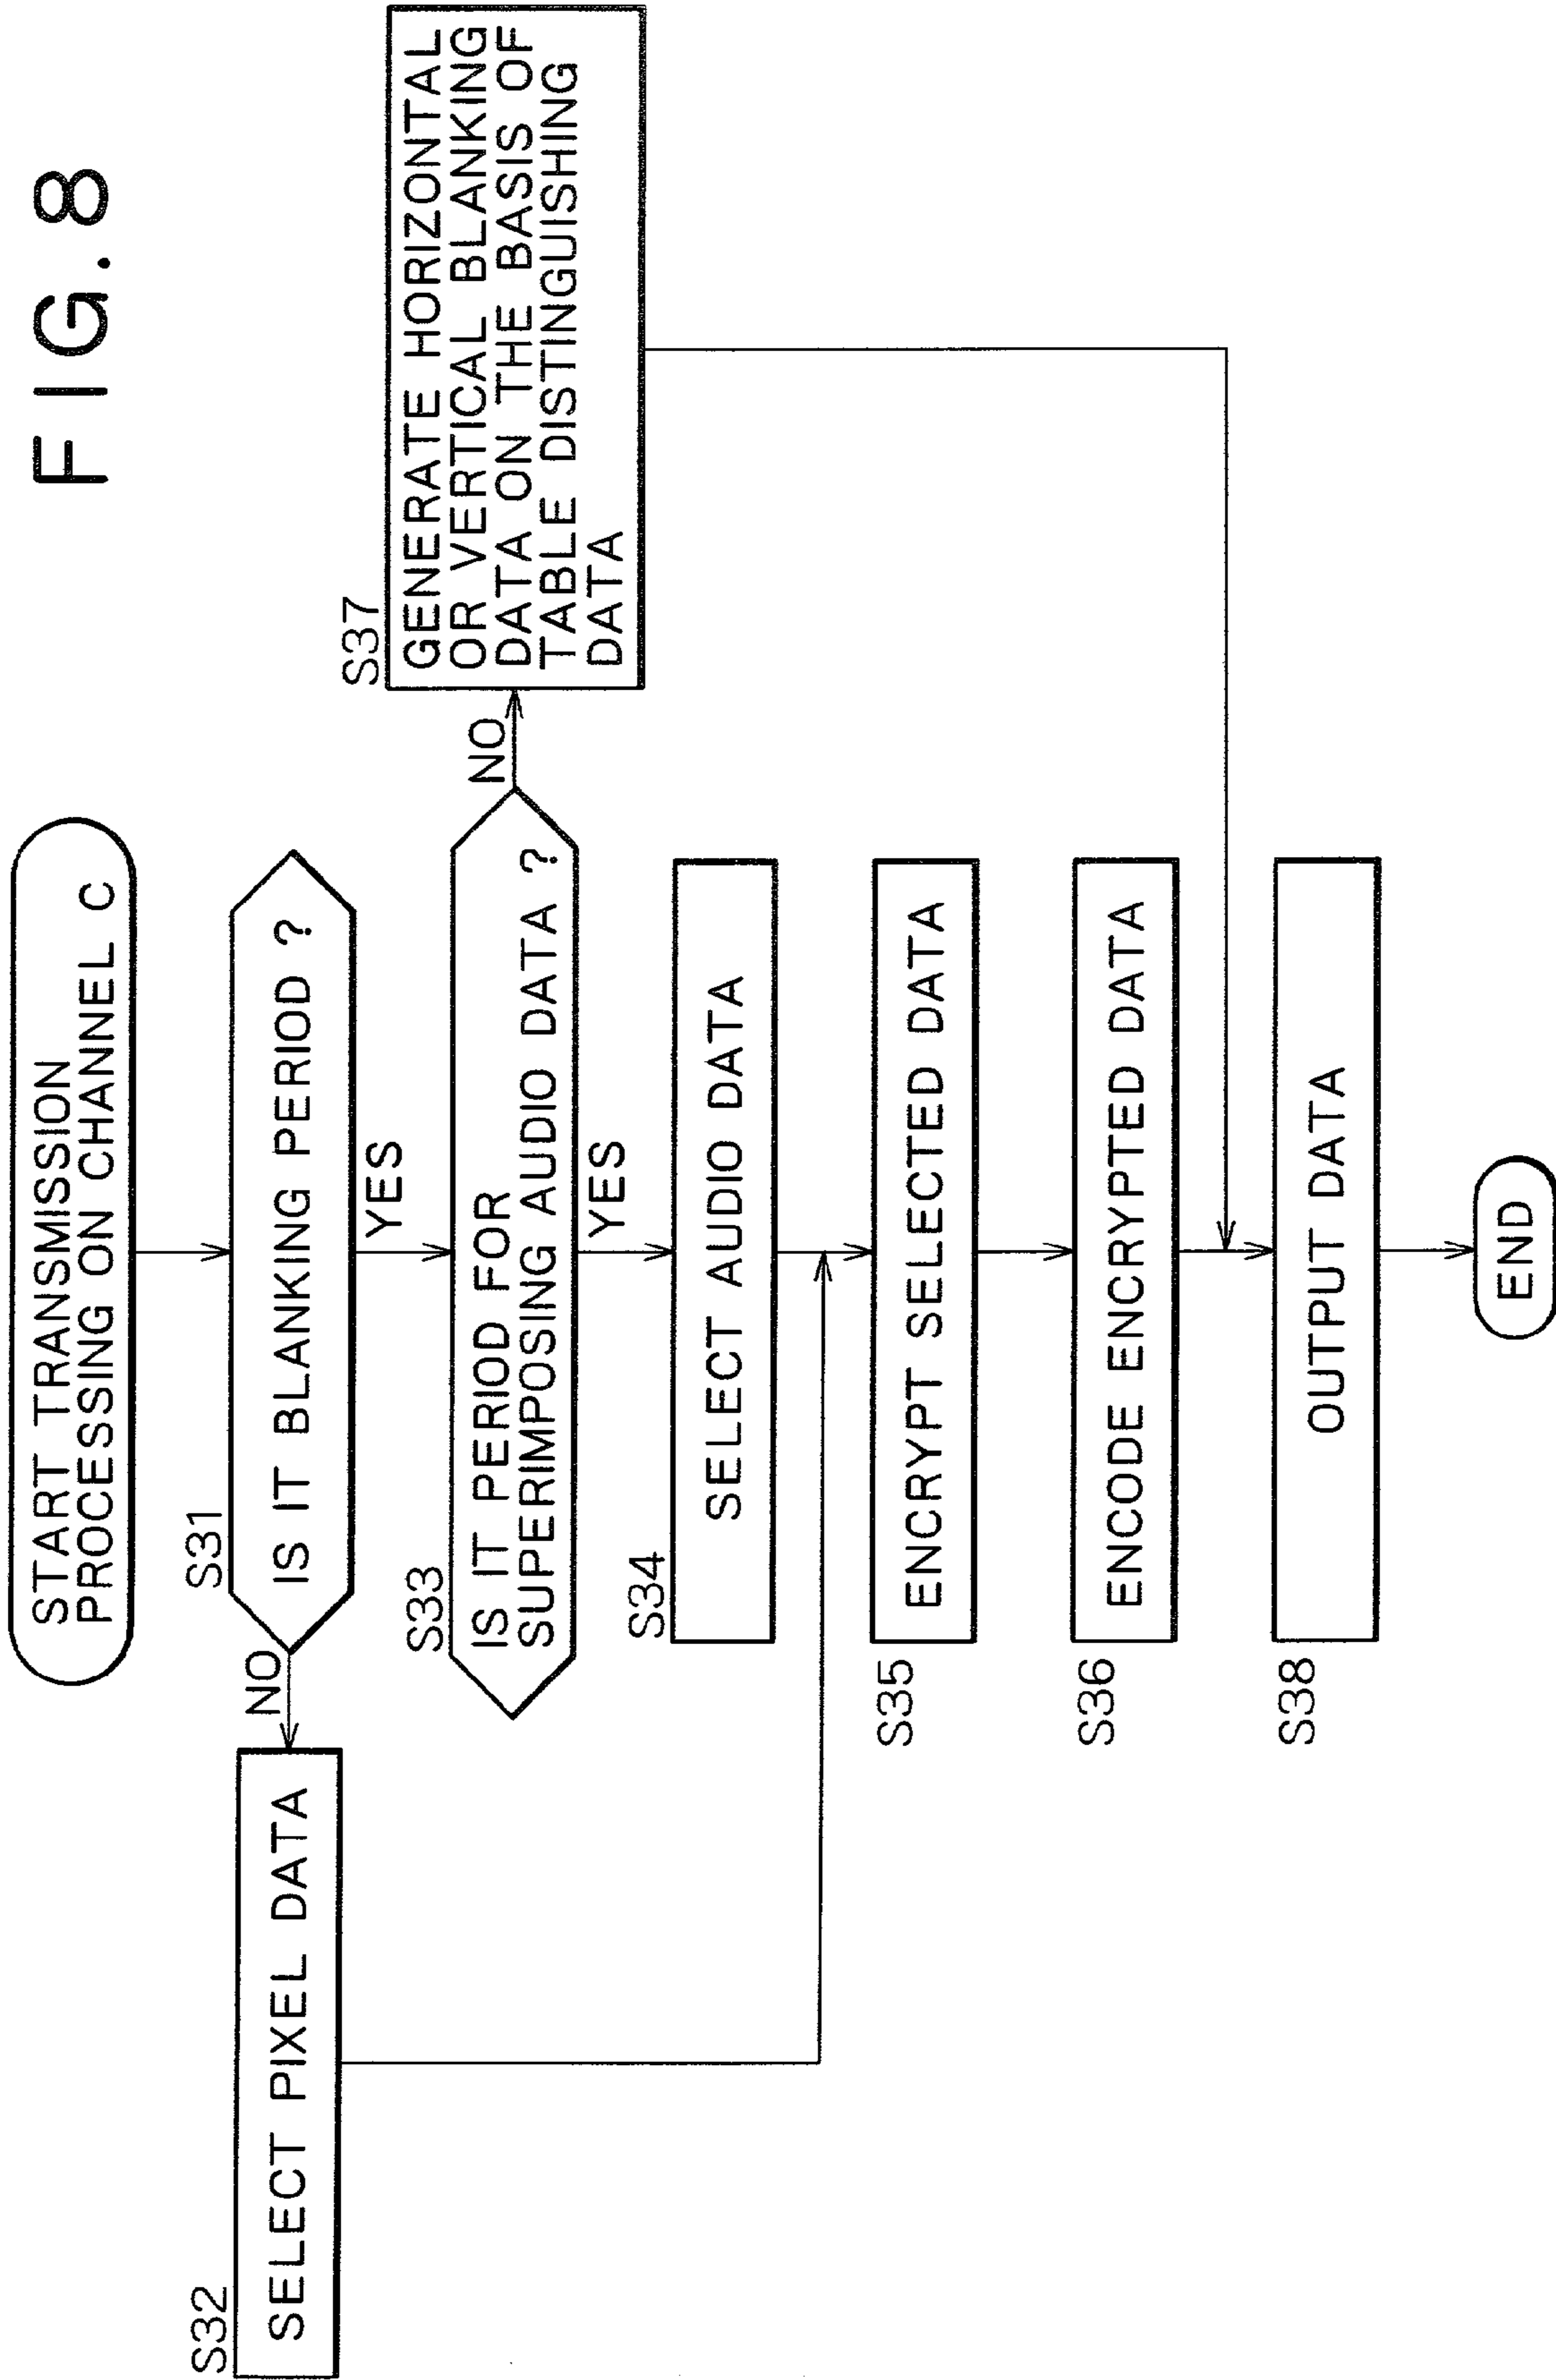 FIG.8
START TRANSMISSION
PROCESSING ON CHANNEL C
S31
IS IT BLANKING PERIOD ?
NO
YES
S32
SELECT PIXEL DATA
S33
IS IT PERIOD FOR
SUPERIMPOSING AUDIO DATA ?
NO
YES
S37
GENERATE HORIZONTAL
OR VERTICAL BLANKING
DATA ON THE BASIS OF
TABLE DISTINGUISHING
DATA
S34
SELECT AUDIO DATA
S35
ENCRYPT SELECTED DATA
S36
ENCODE ENCRYPTED DATA
S38
OUTPUT DATA
END